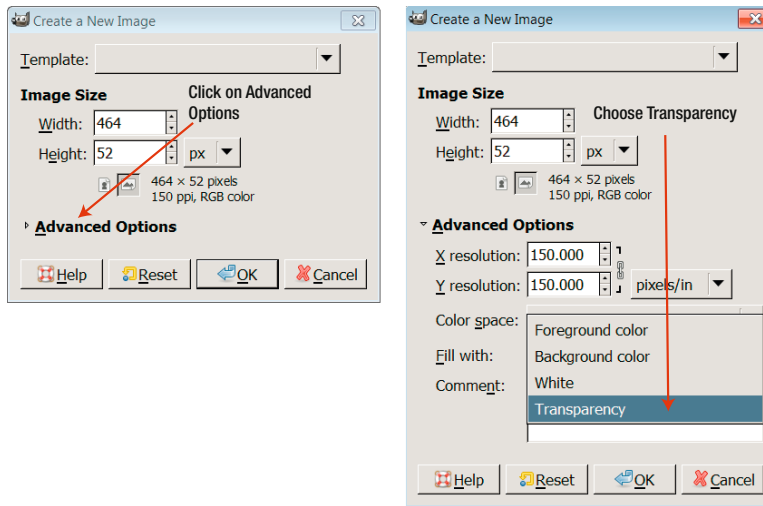 Create a New Image
Template:
Image Size
Click on Advanced
Options
Width: 464
Height: 52 px
464 × 52 pixels
150 ppi, RGB color
Advanced Options
Help Reset OK Cancel
Create a New Image
Template:
Image Size
Choose Transparency
Width: 464
Height: 52 px
464 × 52 pixels
150 ppi, RGB color
Advanced Options
X resolution: 150.000
Y resolution: 150.000 pixels/in
Color space:
Foreground color
Fill with: Background color
Comment: White
Transparency
Help Reset OK Cancel